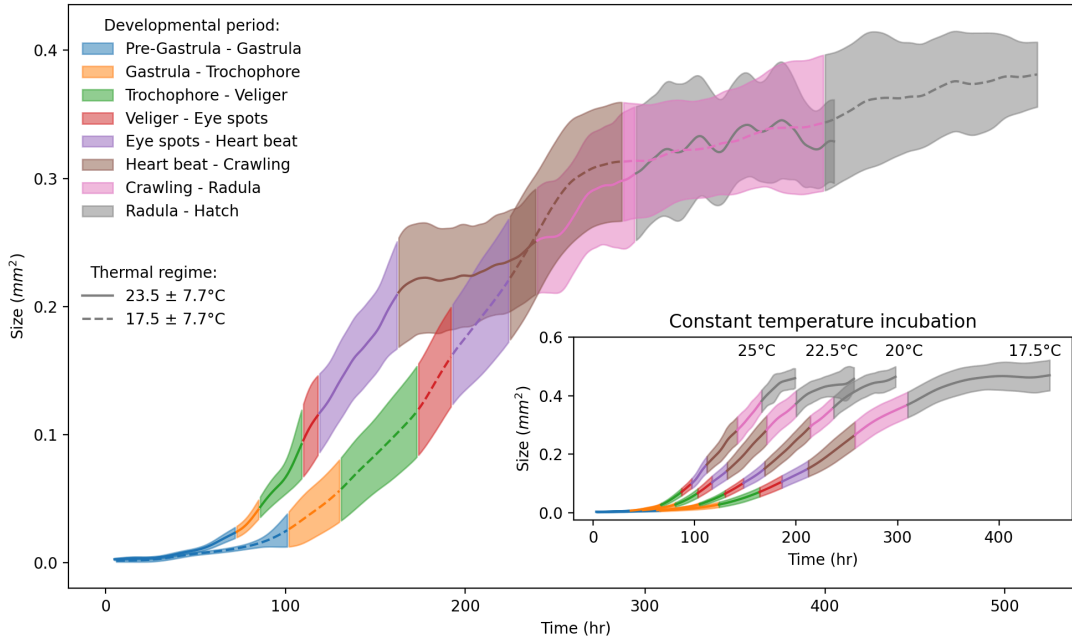 Developmental period:
Pre-Gastrula - Gastrula
Gastrula - Trochophore
Trochophore - Veliger
Veliger - Eye spots
Eye spots - Heart beat
Heart beat - Crawling
Crawling - Radula
Radula - Hatch
Thermal regime:
23.5 ± 7.7°C
17.5 ± 7.7°C
Size (mm²)
0.4
0.3
0.2
0.1
0.0
0 100 200 300 400 500
Time (hr)
Constant temperature incubation
25°C 22.5°C 20°C 17.5°C
Size (mm²)
0.6
0.4
0.2
0.0
100 200 300 400
Time (hr)